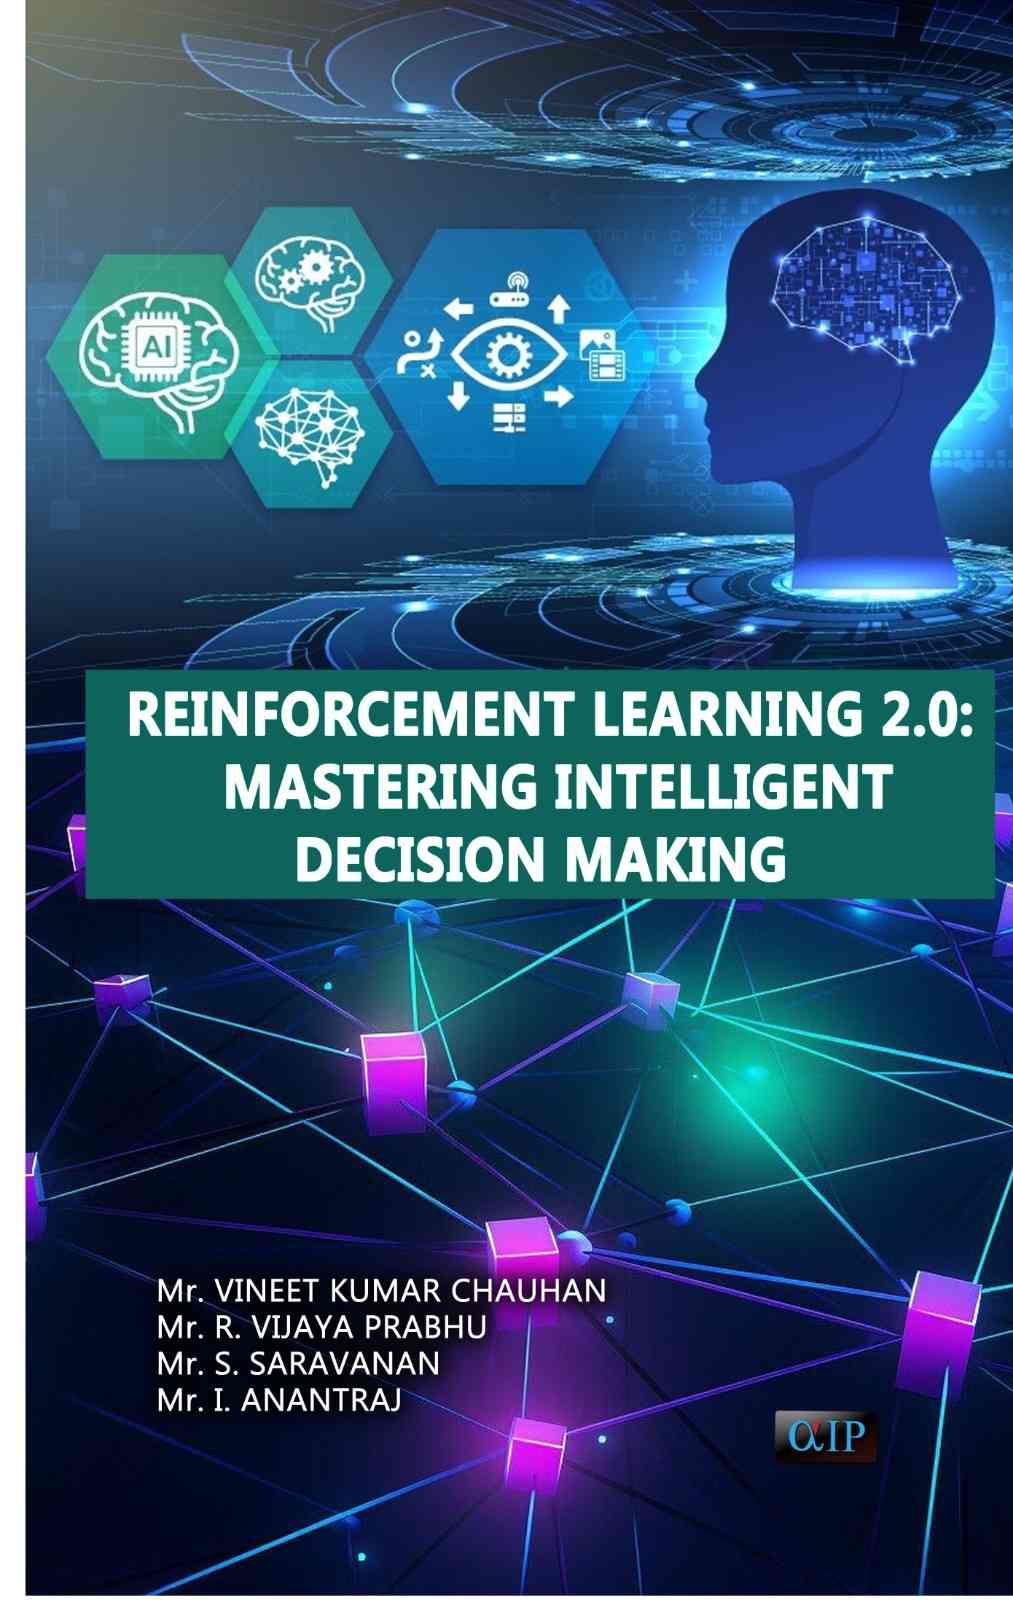 AI
REINFORCEMENT LEARNING 2.0:
MASTERING INTELLIGENT
DECISION MAKING
Mr. VINEET KUMAR CHAUHAN
Mr. R. VIJAYA PRABHU
Mr. S. SARAVANAN
Mr. I. ANANTRAJ
αIP